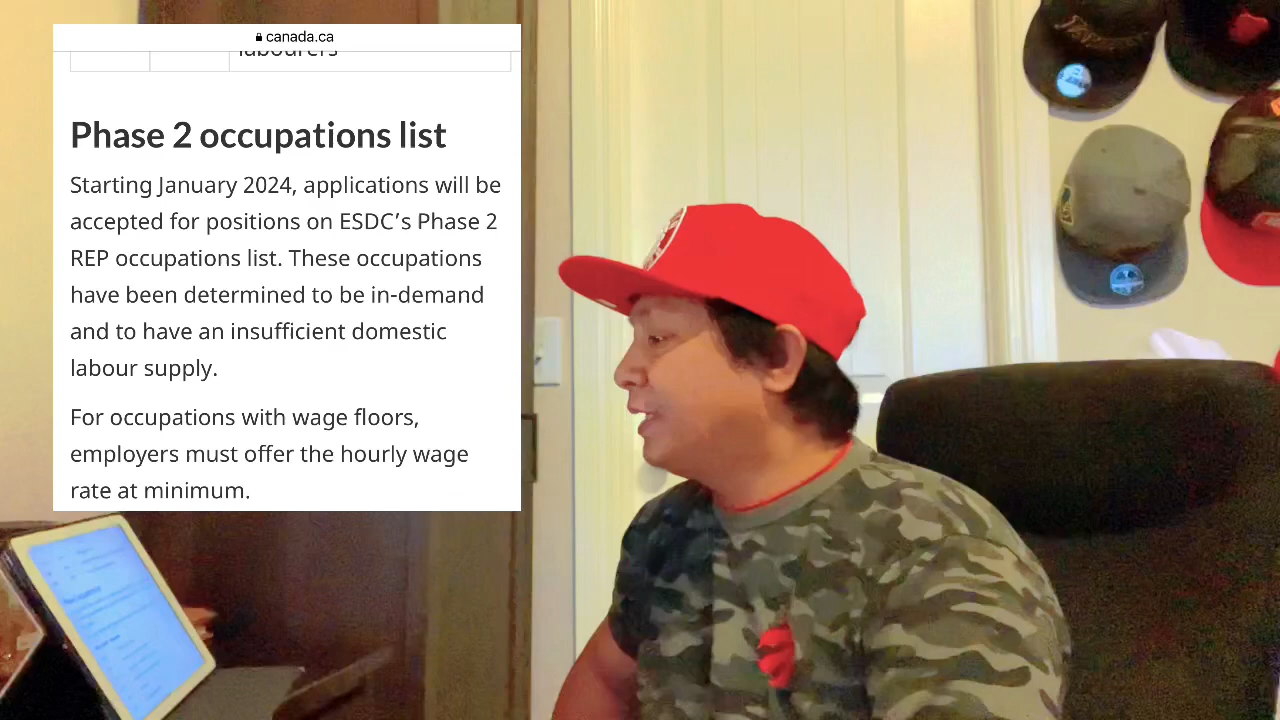 canada.ca
labourers
Phase 2 occupations list
Starting January 2024, applications will be
accepted for positions on ESDC’s Phase 2
REP occupations list. These occupations
have been determined to be in-demand
and to have an insufficient domestic
labour supply.
For occupations with wage floors,
employers must offer the hourly wage
rate at minimum.